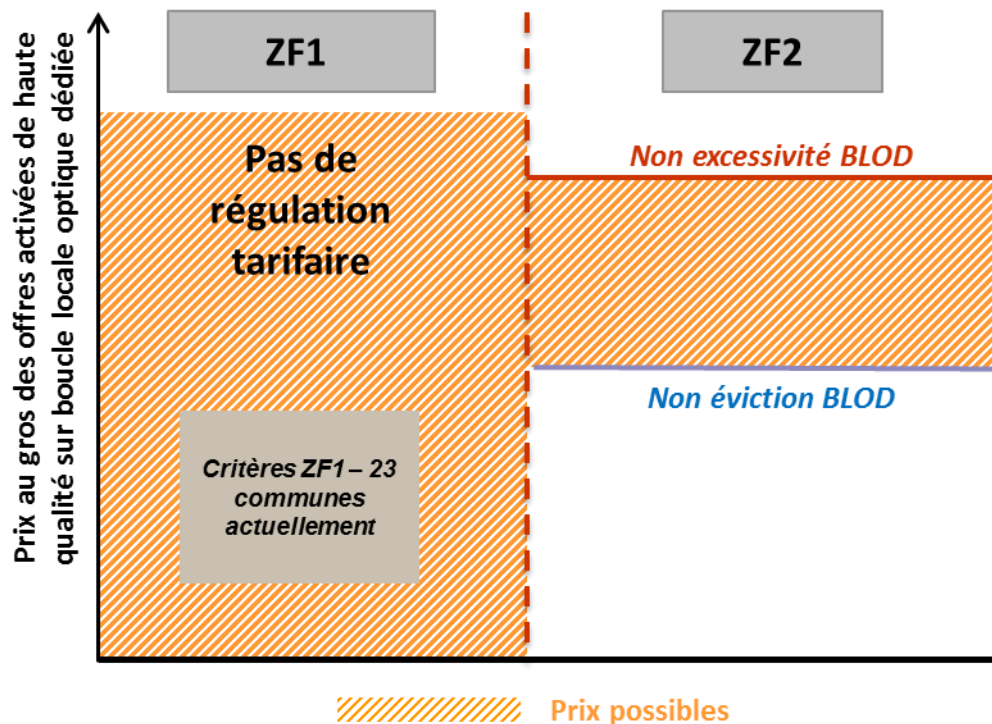 Prix au gros des offres activées de haute
qualité sur boucle locale optique dédiée
ZF1
ZF2
Pas de
régulation
tarifaire
Non excessivité BLOD
Non éviction BLOD
Critères ZF1 – 23
communes
actuellement
Prix possibles